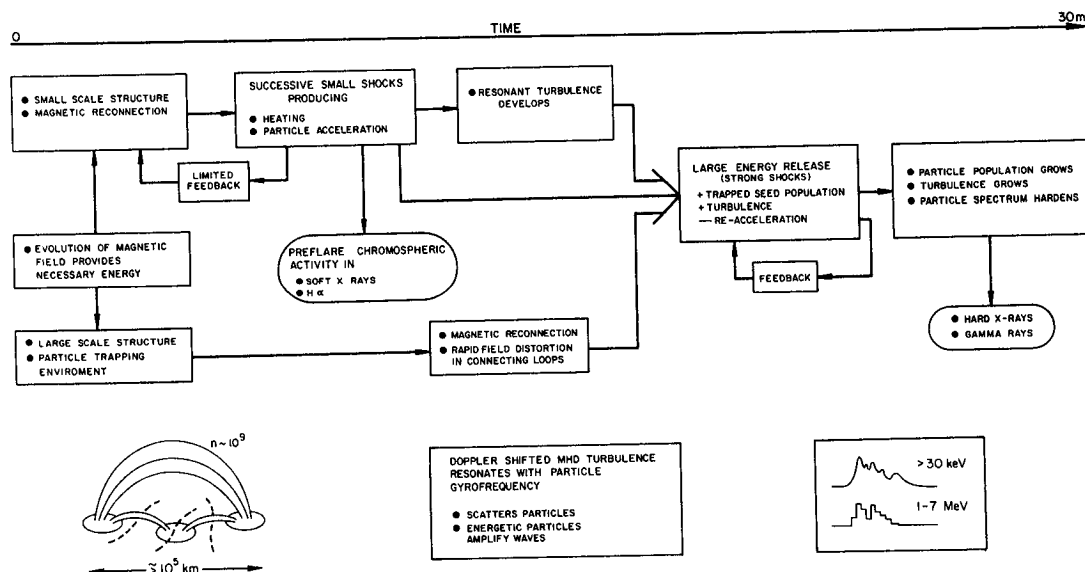 TIME
0
30m
● SMALL SCALE STRUCTURE
● MAGNETIC RECONNECTION
SUCCESSIVE SMALL SHOCKS
PRODUCING
● HEATING
● PARTICLE ACCELERATION
● RESONANT TURBULENCE
DEVELOPS
LIMITED
FEEDBACK
LARGE ENERGY RELEASE
(STRONG SHOCKS)
+ TRAPPED SEED POPULATION
+ TURBULENCE
— RE-ACCELERATION
● PARTICLE POPULATION GROWS
● TURBULENCE GROWS
● PARTICLE SPECTRUM HARDENS
● EVOLUTION OF MAGNETIC
FIELD PROVIDES
NECESSARY ENERGY
PREFLARE CHROMOSPHERIC
ACTIVITY IN
● SOFT X RAYS
● H α
FEEDBACK
● HARD X-RAYS
● GAMMA RAYS
● LARGE SCALE STRUCTURE
● PARTICLE TRAPPING
ENVIROMENT
● MAGNETIC RECONNECTION
● RAPID FIELD DISTORTION
IN CONNECTING LOOPS
n~10⁹
≳ 10⁵ km
DOPPLER SHIFTED MHD TURBULENCE
RESONATES WITH PARTICLE
GYROFREQUENCY
● SCATTERS PARTICLES
● ENERGETIC PARTICLES
AMPLIFY WAVES
>30 keV
1-7 MeV